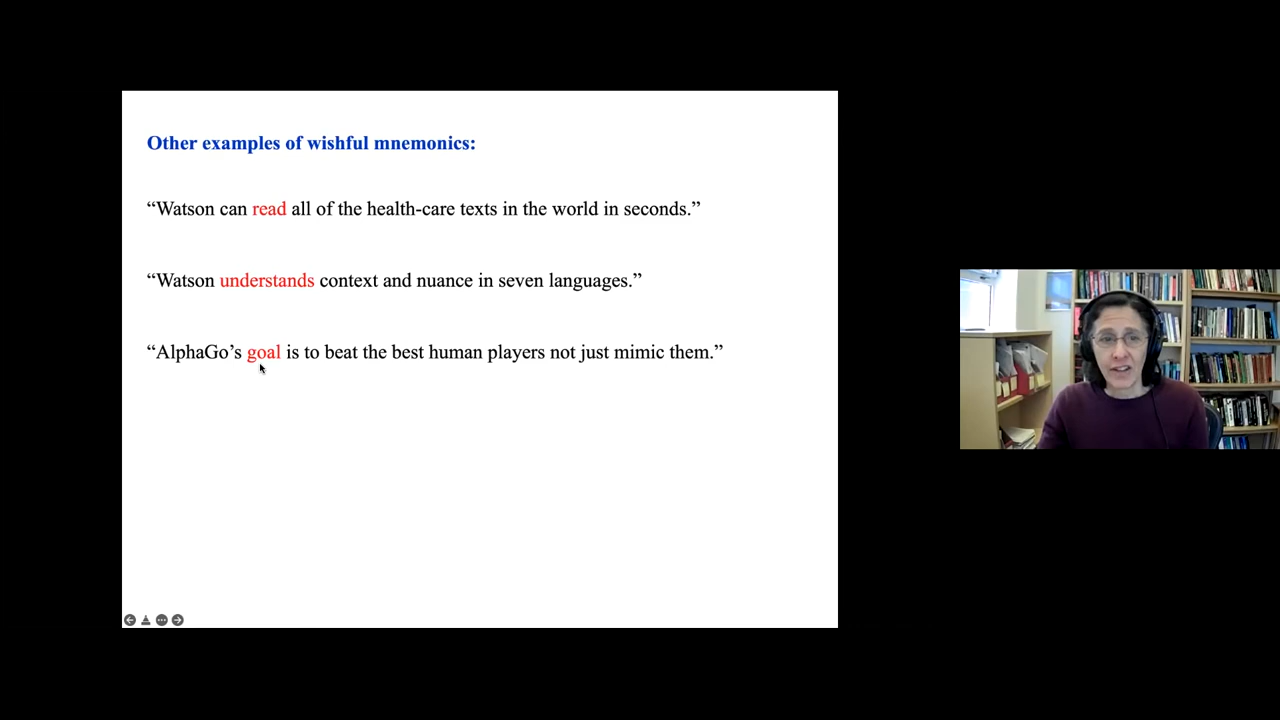 Other examples of wishful mnemonics:
“Watson can read all of the health-care texts in the world in seconds.”
“Watson understands context and nuance in seven languages.”
“AlphaGo’s goal is to beat the best human players not just mimic them.”